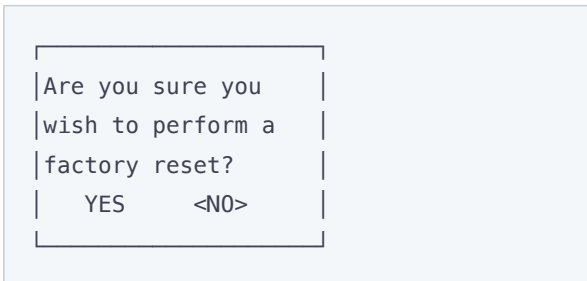 Are you sure you
wish to perform a
factory reset?
YES <NO>